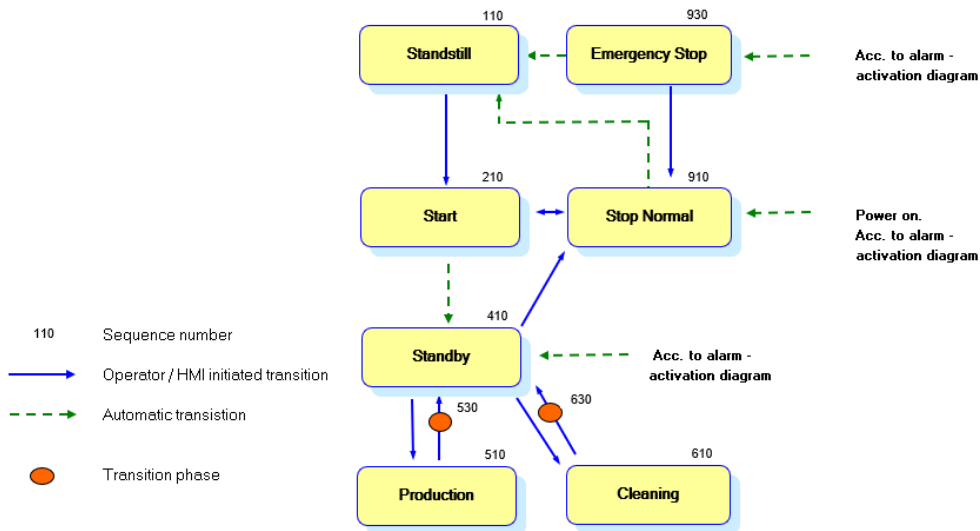 110
930
Standstill
Emergency Stop
Acc. to alarm -
activation diagram
210
910
Start
Stop Normal
Power on.
Acc. to alarm -
activation diagram
410
110 Sequence number
Standby
Acc. to alarm -
activation diagram
Operator / HMI initiated transition
Automatic transistion
530
630
510
610
Transition phase
Production
Cleaning